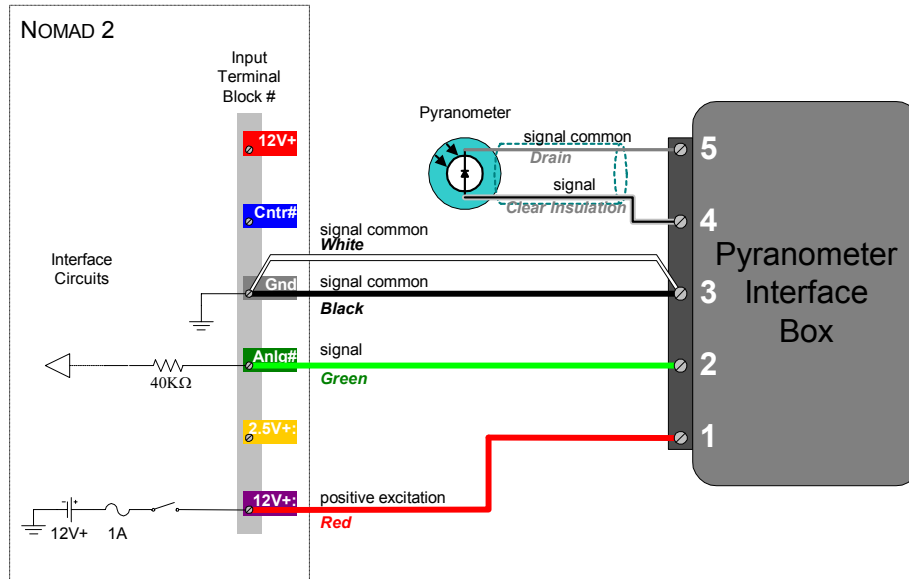 NOMAD 2
Input
Terminal
Block #
12V+
Cntr#
Gnd
Anlg#
2.5V+:
12V+:
Interface
Circuits
40KΩ
- +
12V+
1A
Pyranometer
signal common
Drain
signal
Clear Insulation
signal common
White
signal common
Black
signal
Green
positive excitation
Red
5
4
3
2
1
Pyranometer
Interface
Box